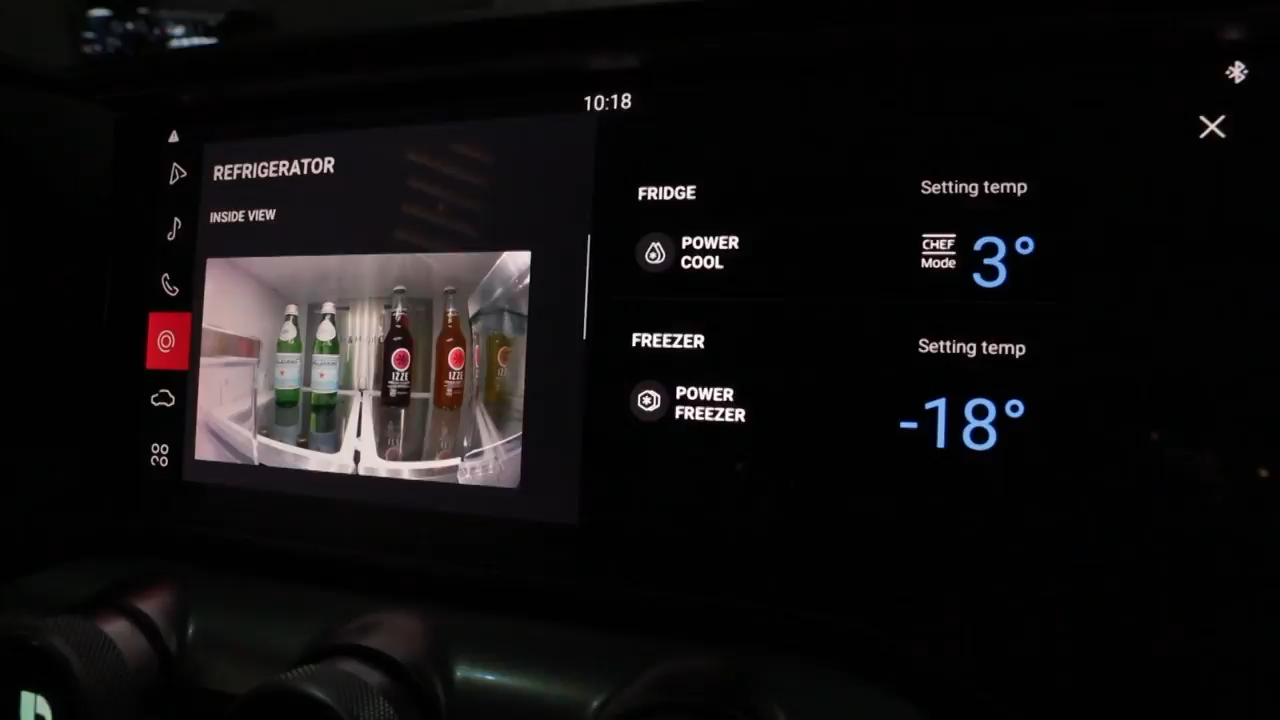 10:18
REFRIGERATOR
INSIDE VIEW
IZZE
IZZE
FRIDGE
Setting temp
POWER
COOL
CHEF
Mode
3°
FREEZER
Setting temp
POWER
FREEZER
-18°